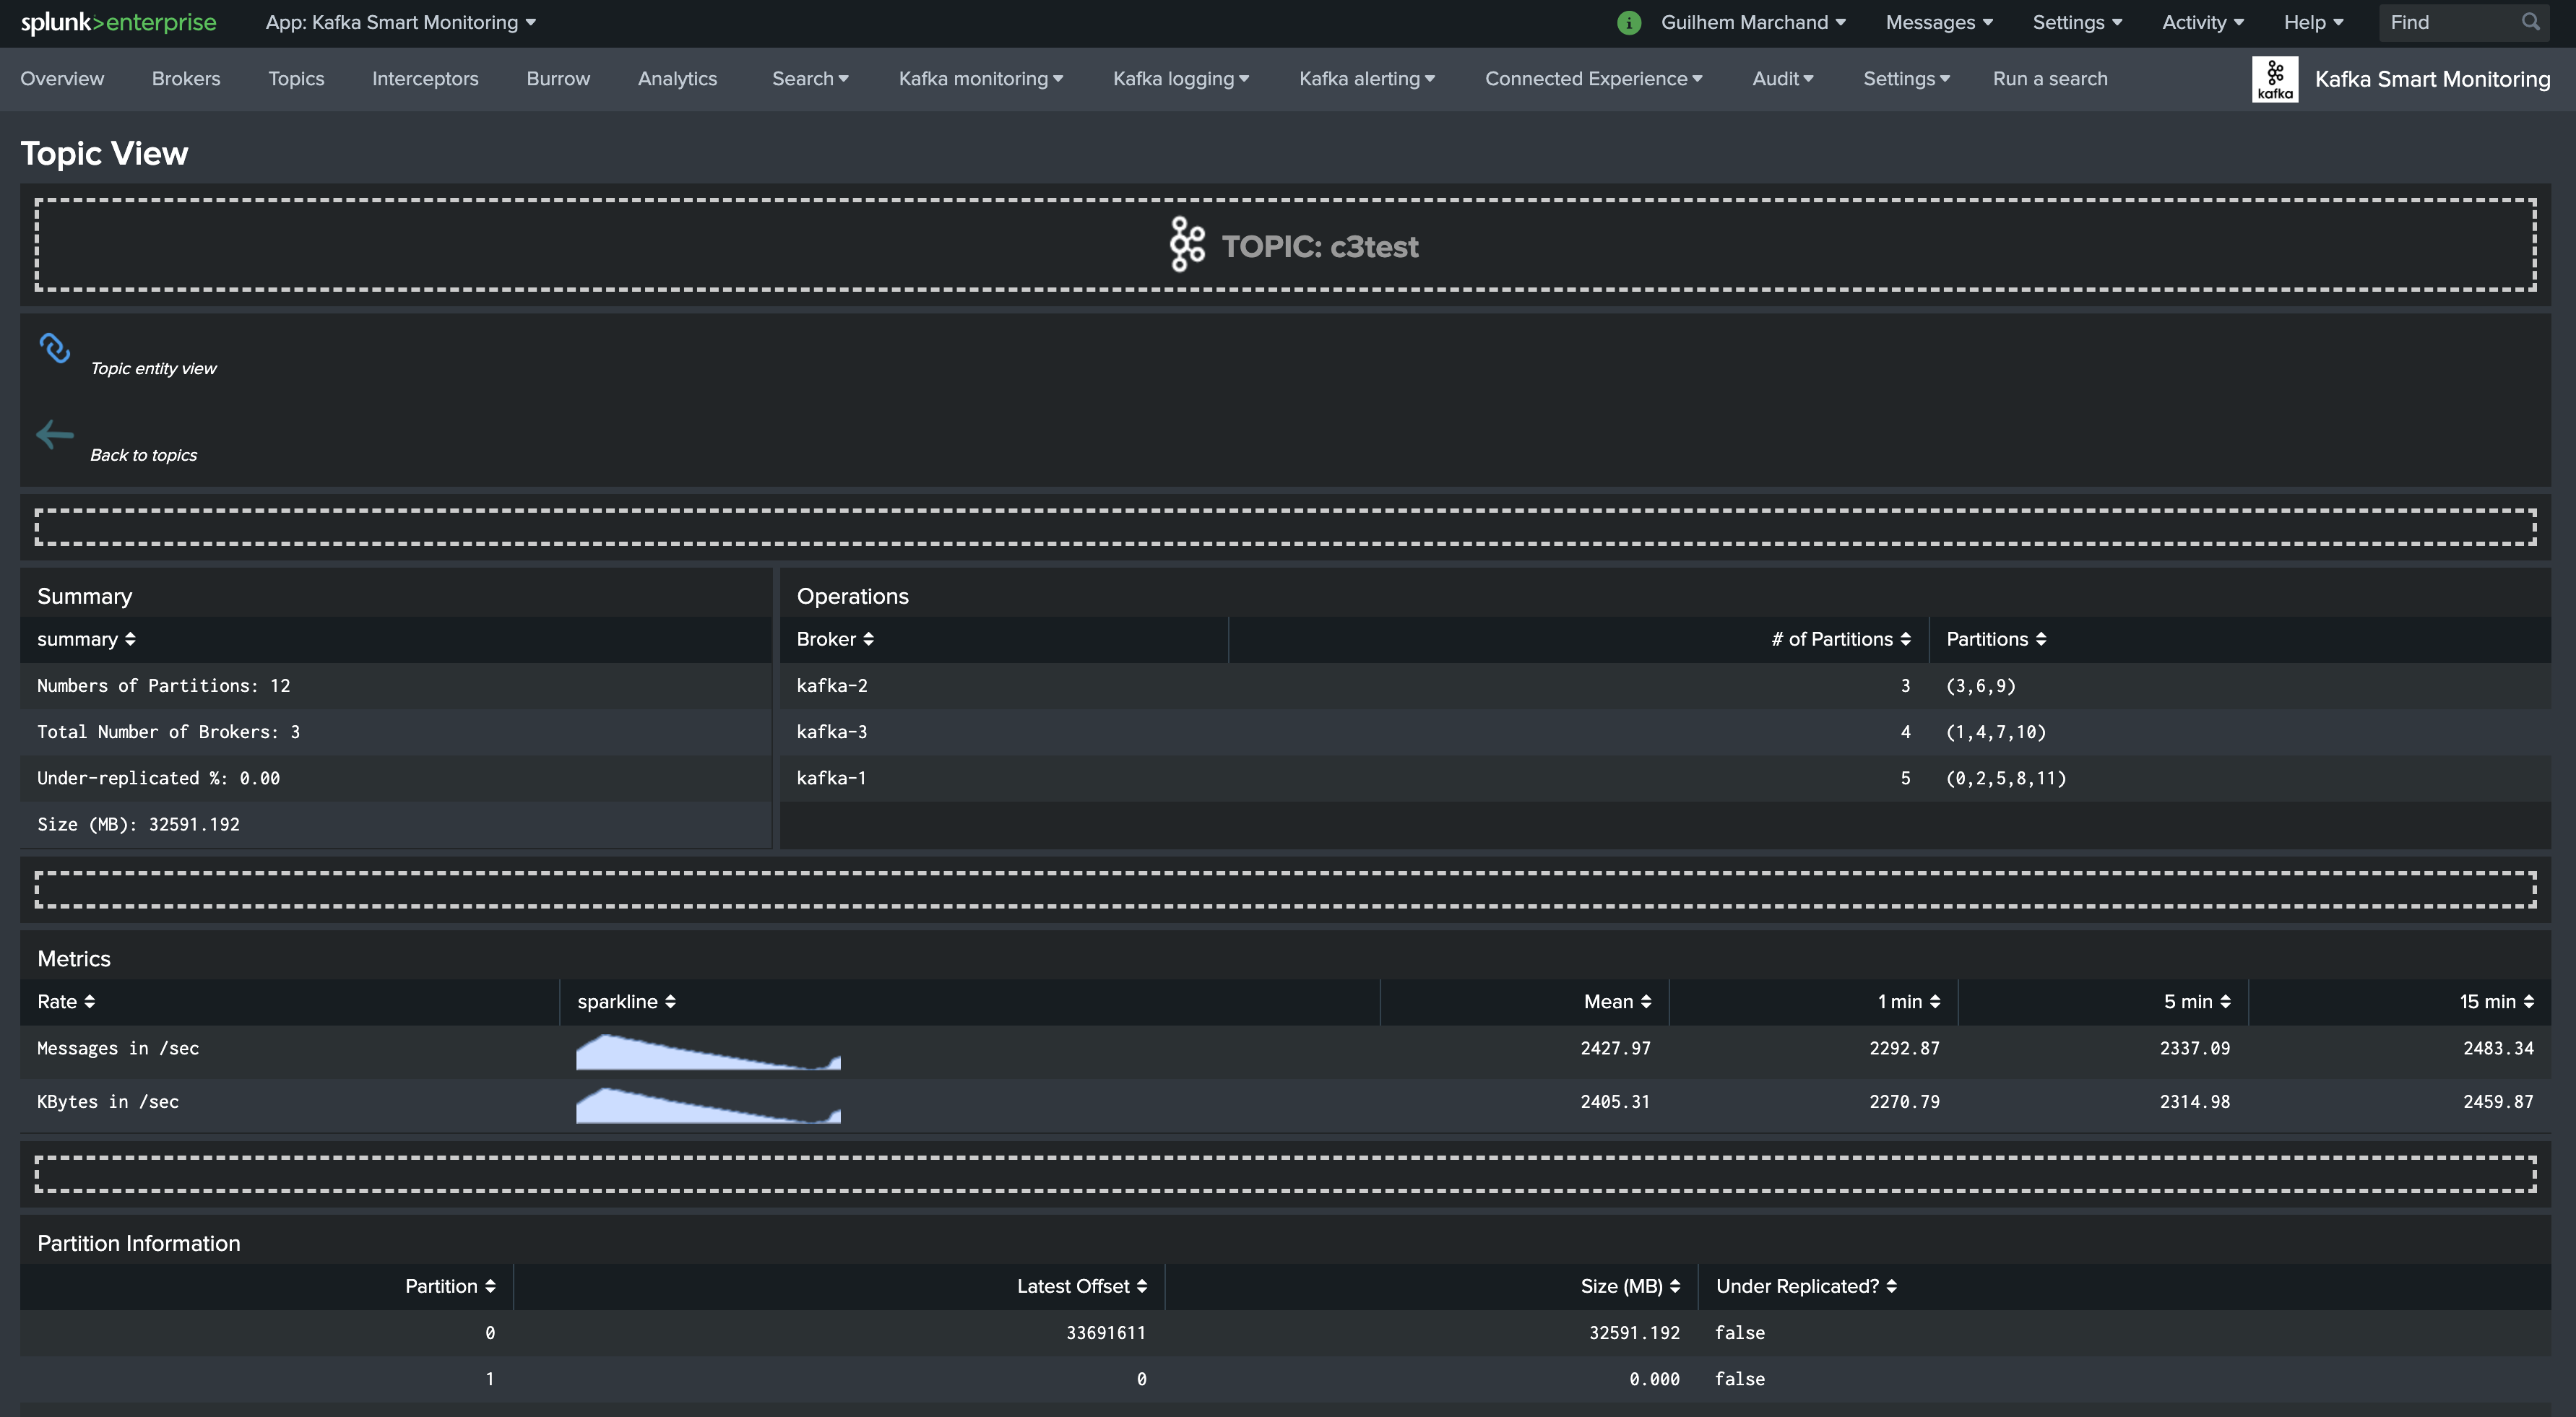 splunk>enterprise App: Kafka Smart Monitoring i Guilhem Marchand Messages Settings Activity Help Find
Overview Brokers Topics Interceptors Burrow Analytics Search Kafka monitoring Kafka logging Kafka alerting Connected Experience Audit Settings Run a search kafka Kafka Smart Monitoring
Topic View
TOPIC: c3test
Topic entity view
Back to topics
Summary Operations
summary Broker # of Partitions Partitions
Numbers of Partitions: 12 kafka-2 3 (3,6,9)
Total Number of Brokers: 3 kafka-3 4 (1,4,7,10)
Under-replicated %: 0.00 kafka-1 5 (0,2,5,8,11)
Size (MB): 32591.192
Metrics
Rate sparkline Mean 1 min 5 min 15 min
Messages in /sec 2427.97 2292.87 2337.09 2483.34
KBytes in /sec 2405.31 2270.79 2314.98 2459.87
Partition Information
Partition Latest Offset Size (MB) Under Replicated?
0 33691611 32591.192 false
1 0 0.000 false